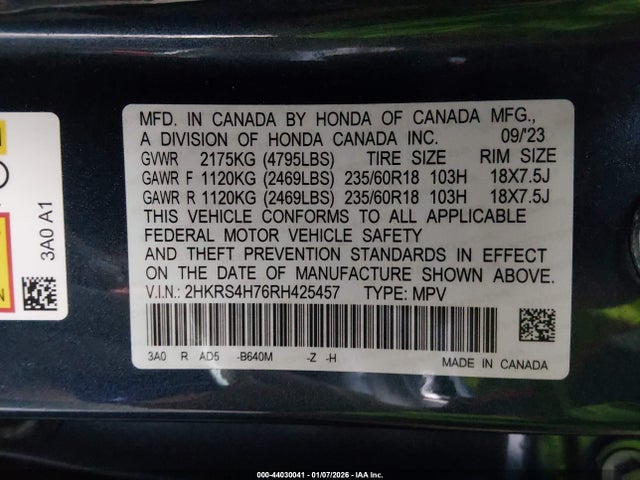 MFD. IN CANADA BY HONDA OF CANADA MFG.,
A DIVISION OF HONDA CANADA INC. 09/'23
GVWR 2175KG (4795LBS) TIRE SIZE RIM SIZE
GAWR F 1120KG (2469LBS) 235/60R18 103H 18X7.5J
GAWR R 1120KG (2469LBS) 235/60R18 103H 18X7.5J
THIS VEHICLE CONFORMS TO ALL APPLICABLE
FEDERAL MOTOR VEHICLE SAFETY
AND THEFT PREVENTION STANDARDS IN EFFECT
ON THE DATE OF MANUFACTURE SHOWN ABOVE.
V.I.N.: 2HKRS4H76RH425457 TYPE: MPV
3A0 R AD5 -B640M -Z -H MADE IN CANADA
3A0 A1
000-44030041 - 01/07/2026 - IAA Inc.